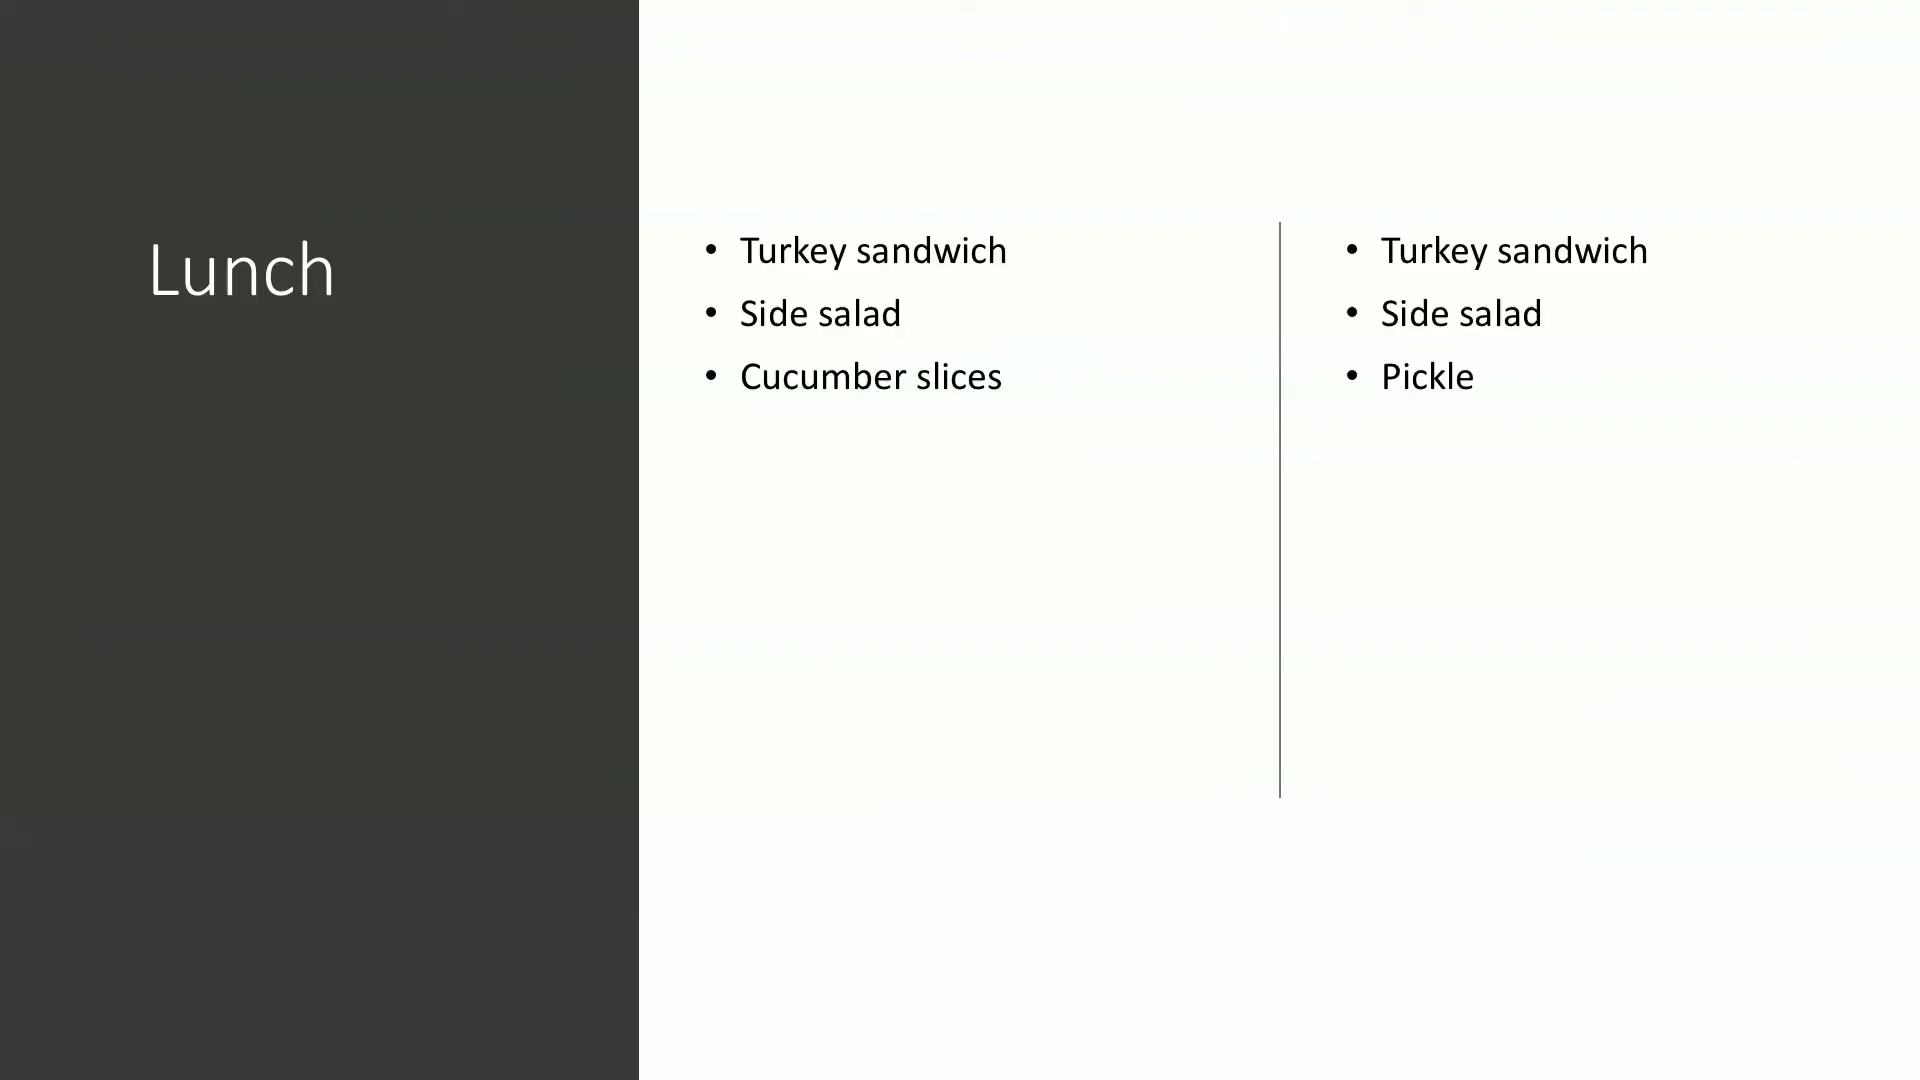 Lunch
• Turkey sandwich
• Side salad
• Cucumber slices
• Turkey sandwich
• Side salad
• Pickle